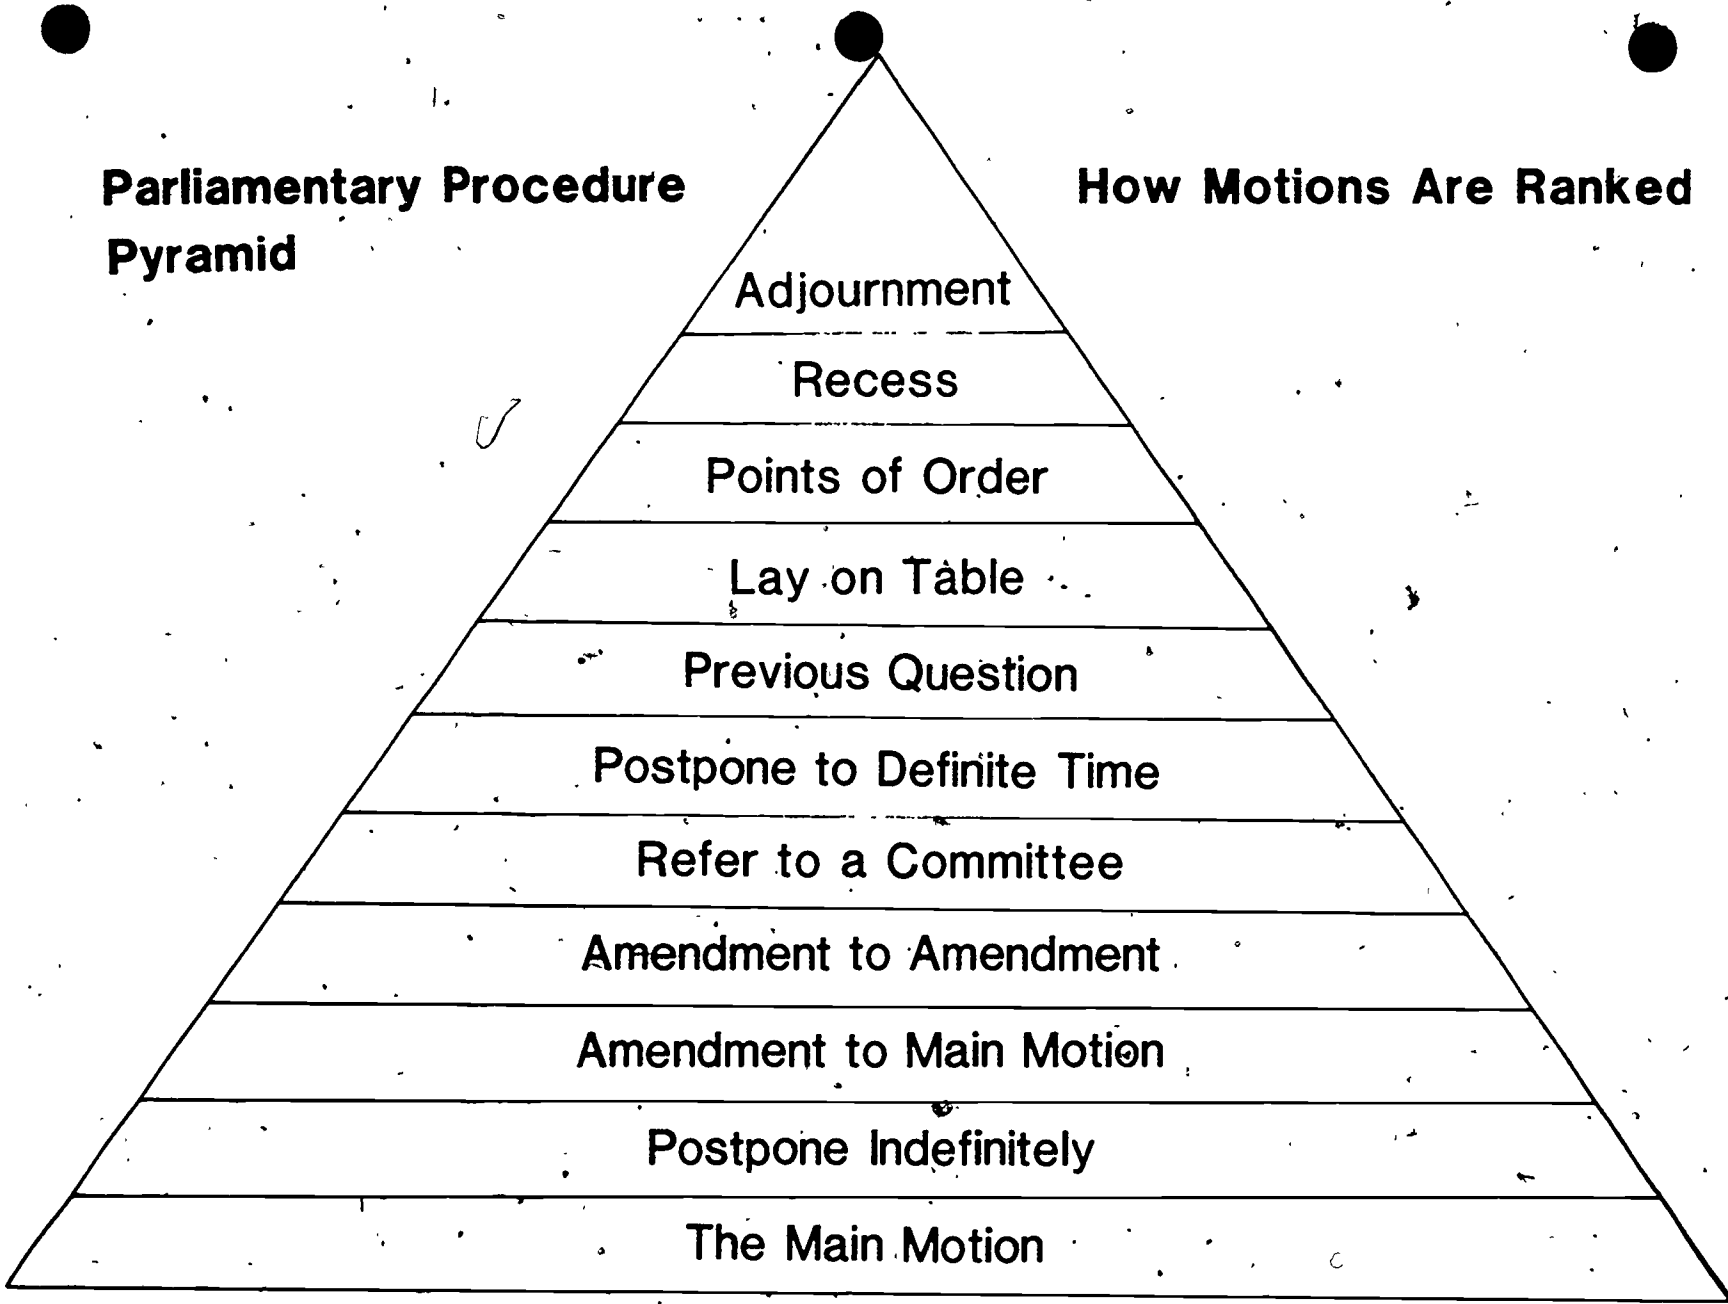 Parliamentary Procedure
Pyramid
How Motions Are Ranked
Adjournment
Recess
Points of Order
Lay on Table
Previous Question
Postpone to Definite Time
Refer to a Committee
Amendment to Amendment
Amendment to Main Motion
Postpone Indefinitely
The Main Motion